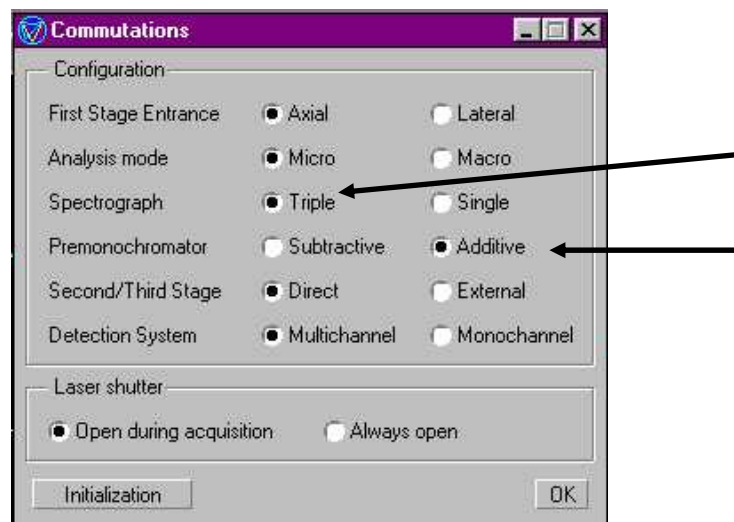 Commutations
Configuration
First Stage Entrance Axial Lateral
Analysis mode Micro Macro
Spectrograph Triple Single
Premonochromator Subtractive Additive
Second/Third Stage Direct External
Detection System Multichannel Monochannel
Laser shutter
Open during acquisition Always open
Initialization OK